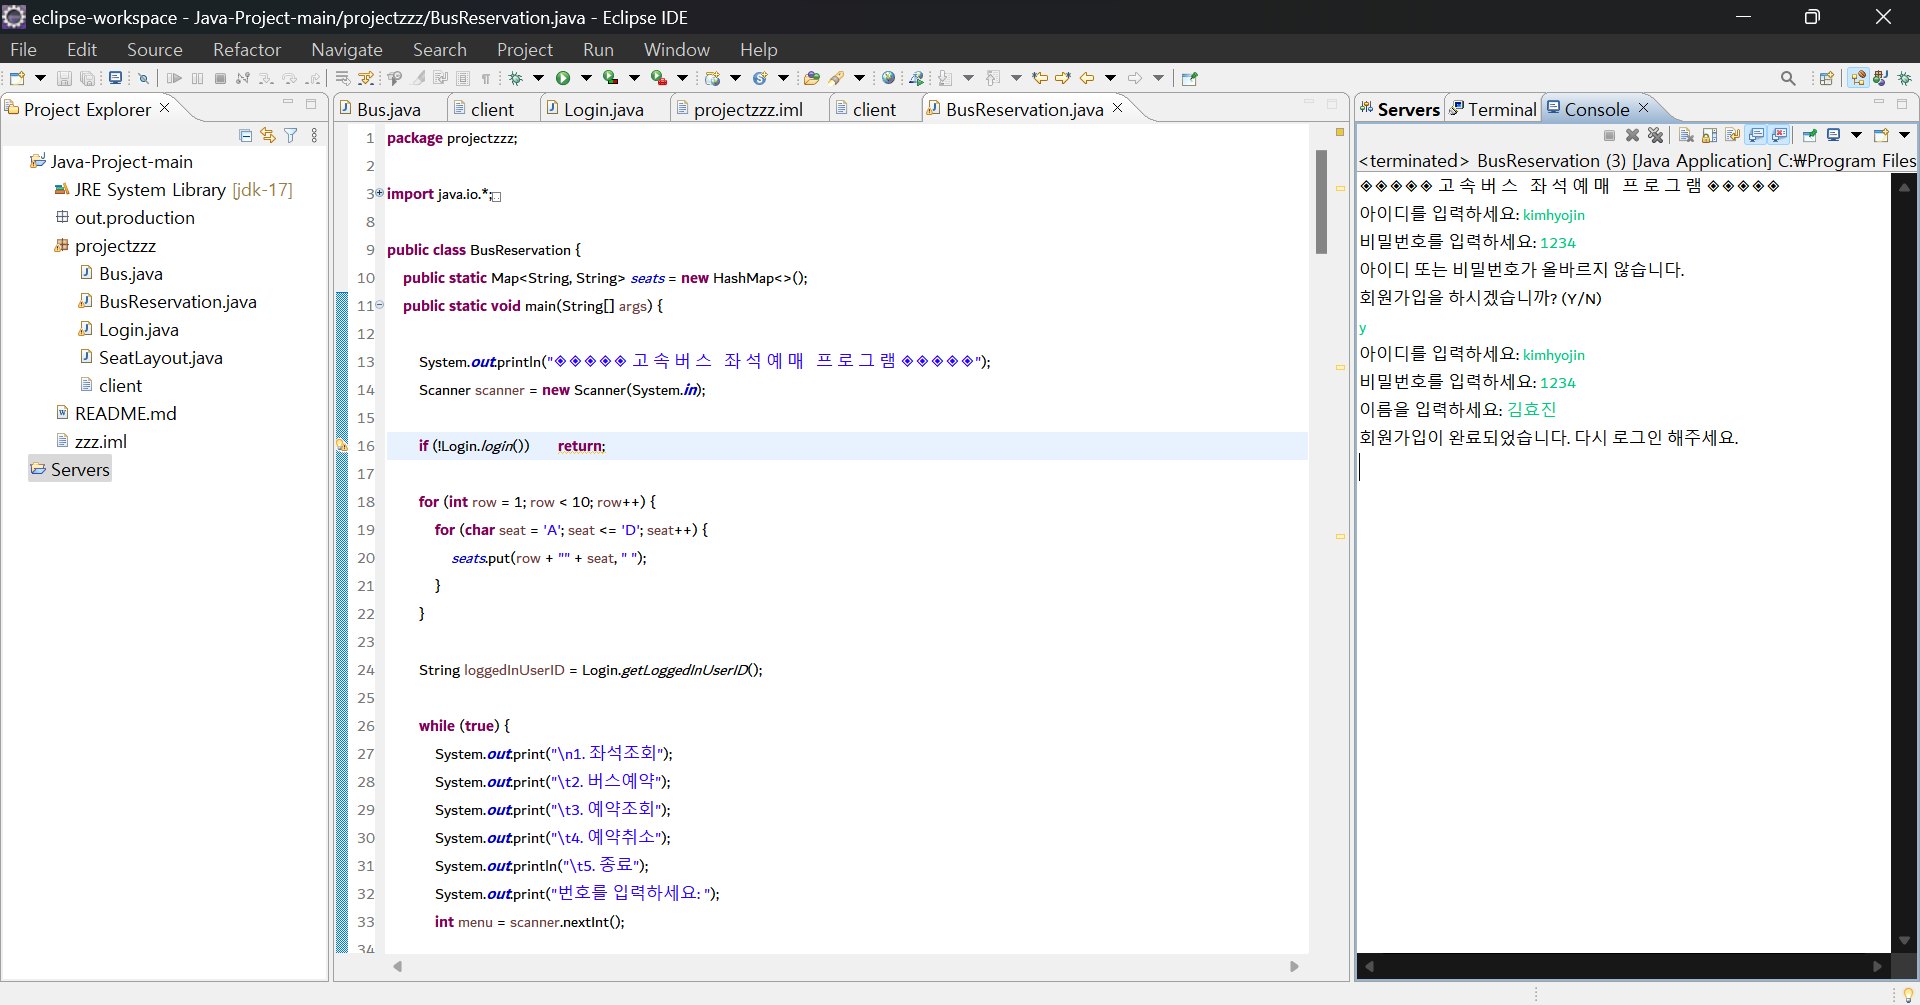 eclipse-workspace - Java-Project-main/projectzzz/BusReservation.java - Eclipse IDE
File Edit Source Refactor Navigate Search Project Run Window Help
Project Explorer
Java-Project-main
JRE System Library [jdk-17]
out.production
projectzzz
Bus.java
BusReservation.java
Login.java
SeatLayout.java
client
README.md
zzz.iml
Servers
Bus.java client Login.java projectzzz.iml client BusReservation.java
1 package projectzzz;
2
3 import java.io.*;
8
9 public class BusReservation {
10 public static Map<String, String> seats = new HashMap<>();
11 public static void main(String[] args) {
12
13 System.out.println("◈◈◈◈◈ 고 속 버 스   좌 석 예 매   프 로 그 램 ◈◈◈◈◈");
14 Scanner scanner = new Scanner(System.in);
15
16 if (!Login.login()) return;
17
18 for (int row = 1; row < 10; row++) {
19 for (char seat = 'A'; seat <= 'D'; seat++) {
20 seats.put(row + "" + seat, " ");
21 }
22 }
23
24 String loggedInUserID = Login.getLoggedInUserID();
25
26 while (true) {
27 System.out.print("\n1. 좌석조회");
28 System.out.print("\t2. 버스예약");
29 System.out.print("\t3. 예약조회");
30 System.out.print("\t4. 예약취소");
31 System.out.println("\t5. 종료");
32 System.out.print("번호를 입력하세요: ");
33 int menu = scanner.nextInt();
34
Servers Terminal Console
<terminated> BusReservation (3) [Java Application] C:₩Program Files
◈◈◈◈◈ 고 속 버 스   좌 석 예 매   프 로 그 램 ◈◈◈◈◈
아이디를 입력하세요: kimhyojin
비밀번호를 입력하세요: 1234
아이디 또는 비밀번호가 올바르지 않습니다.
회원가입을 하시겠습니까? (Y/N)
y
아이디를 입력하세요: kimhyojin
비밀번호를 입력하세요: 1234
이름을 입력하세요: 김효진
회원가입이 완료되었습니다. 다시 로그인 해주세요.